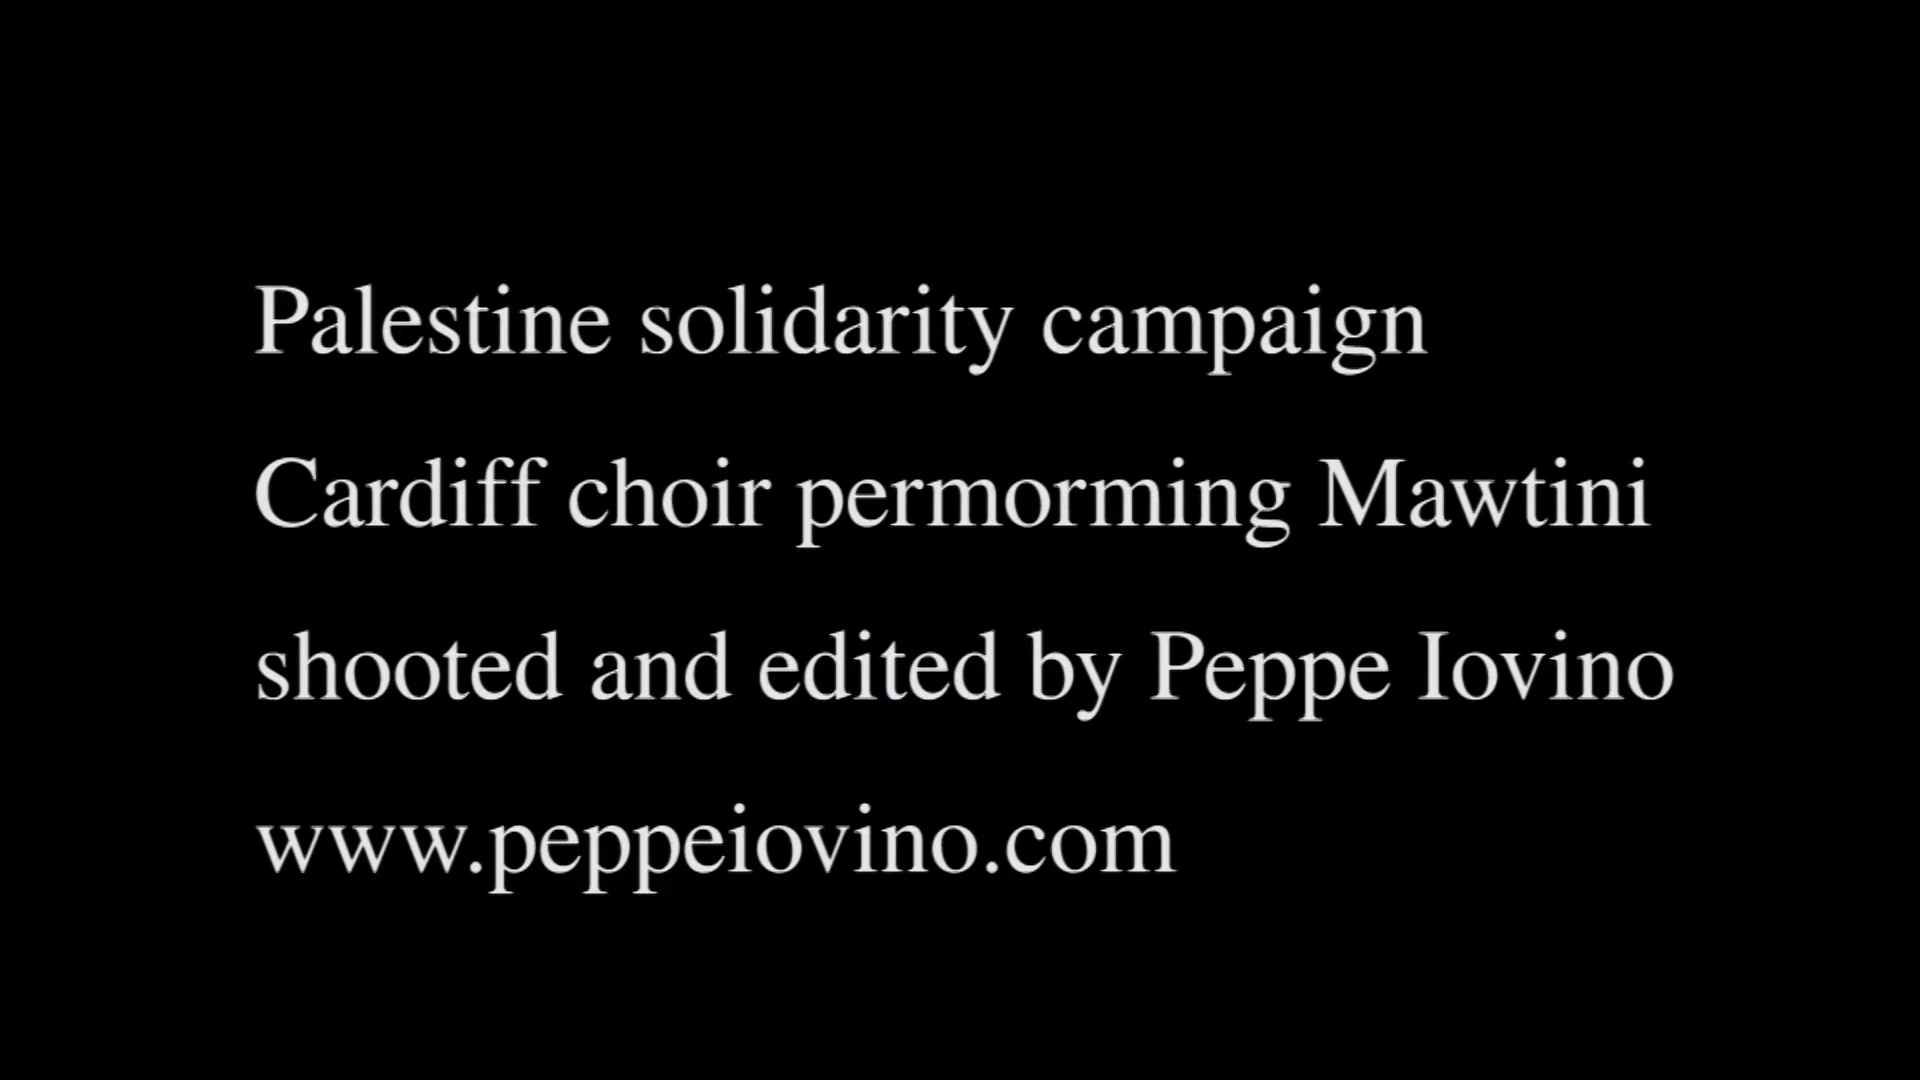 Palestine solidarity campaign
Cardiff choir permorming Mawtini
shooted and edited by Peppe Iovino
www.peppeiovino.com